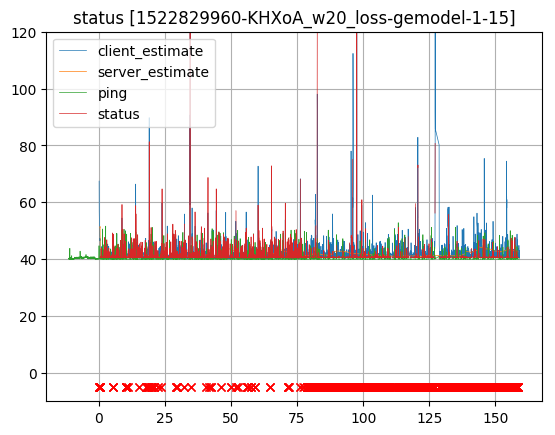 status [1522829960-KHXoA_w20_loss-gemodel-1-15]
120
100
80
60
40
20
0
client_estimate
server_estimate
ping
status
0 25 50 75 100 125 150